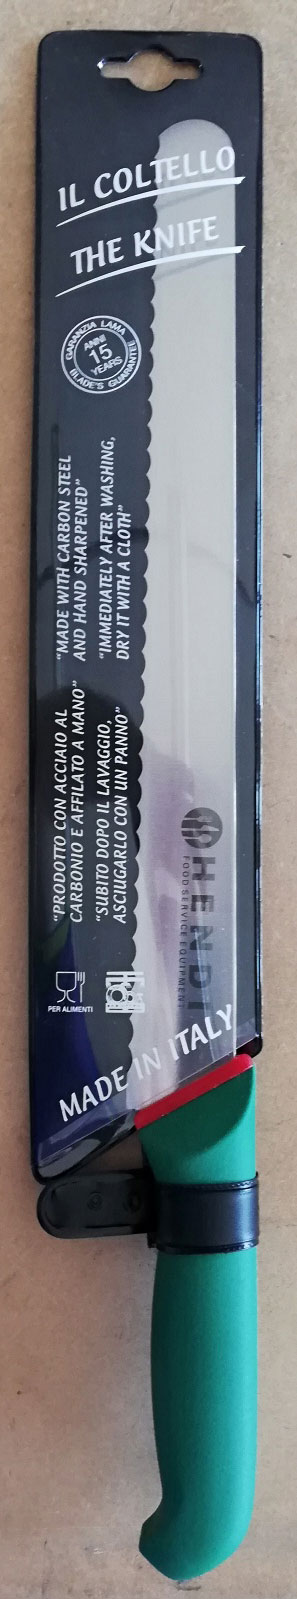 IL COLTELLO
THE KNIFE
GARANZIA LAMA
ANNI
15
YEARS
BLADE'S GUARANTEE
"MADE WITH CARBON STEEL
AND HAND SHARPENED"
"IMMEDIATELY AFTER WASHING,
DRY IT WITH A CLOTH"
"PRODOTTO CON ACCIAIO AL
CARBONIO E AFFILATO A MANO"
"SUBITO DOPO IL LAVAGGIO,
ASCIUGARLO CON UN PANNO"
PER ALIMENTI
HENDI
FOOD SERVICE EQUIPMENT
MADE IN ITALY